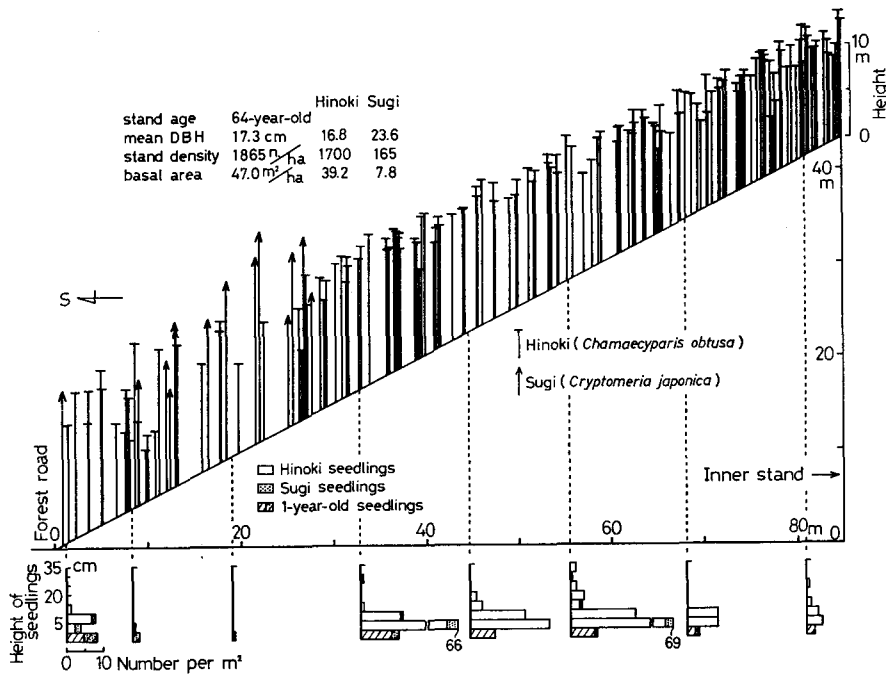 Hinoki Sugi
stand age 64-year-old
mean DBH 17.3 cm 16.8 23.6
stand density 1865 n/ha 1700 165
basal area 47.0 m²/ha 39.2 7.8
10
m
0
Height
40
m
20
0
S
Hinoki (Chamaecyparis obtusa)
Sugi (Cryptomeria japonica)
Hinoki seedlings
Sugi seedlings
1-year-old seedlings
Inner stand →
Forest road
0 20 40 60 80m
Height of seedlings
35 cm
20
5
66
69
0 10 Number per m²